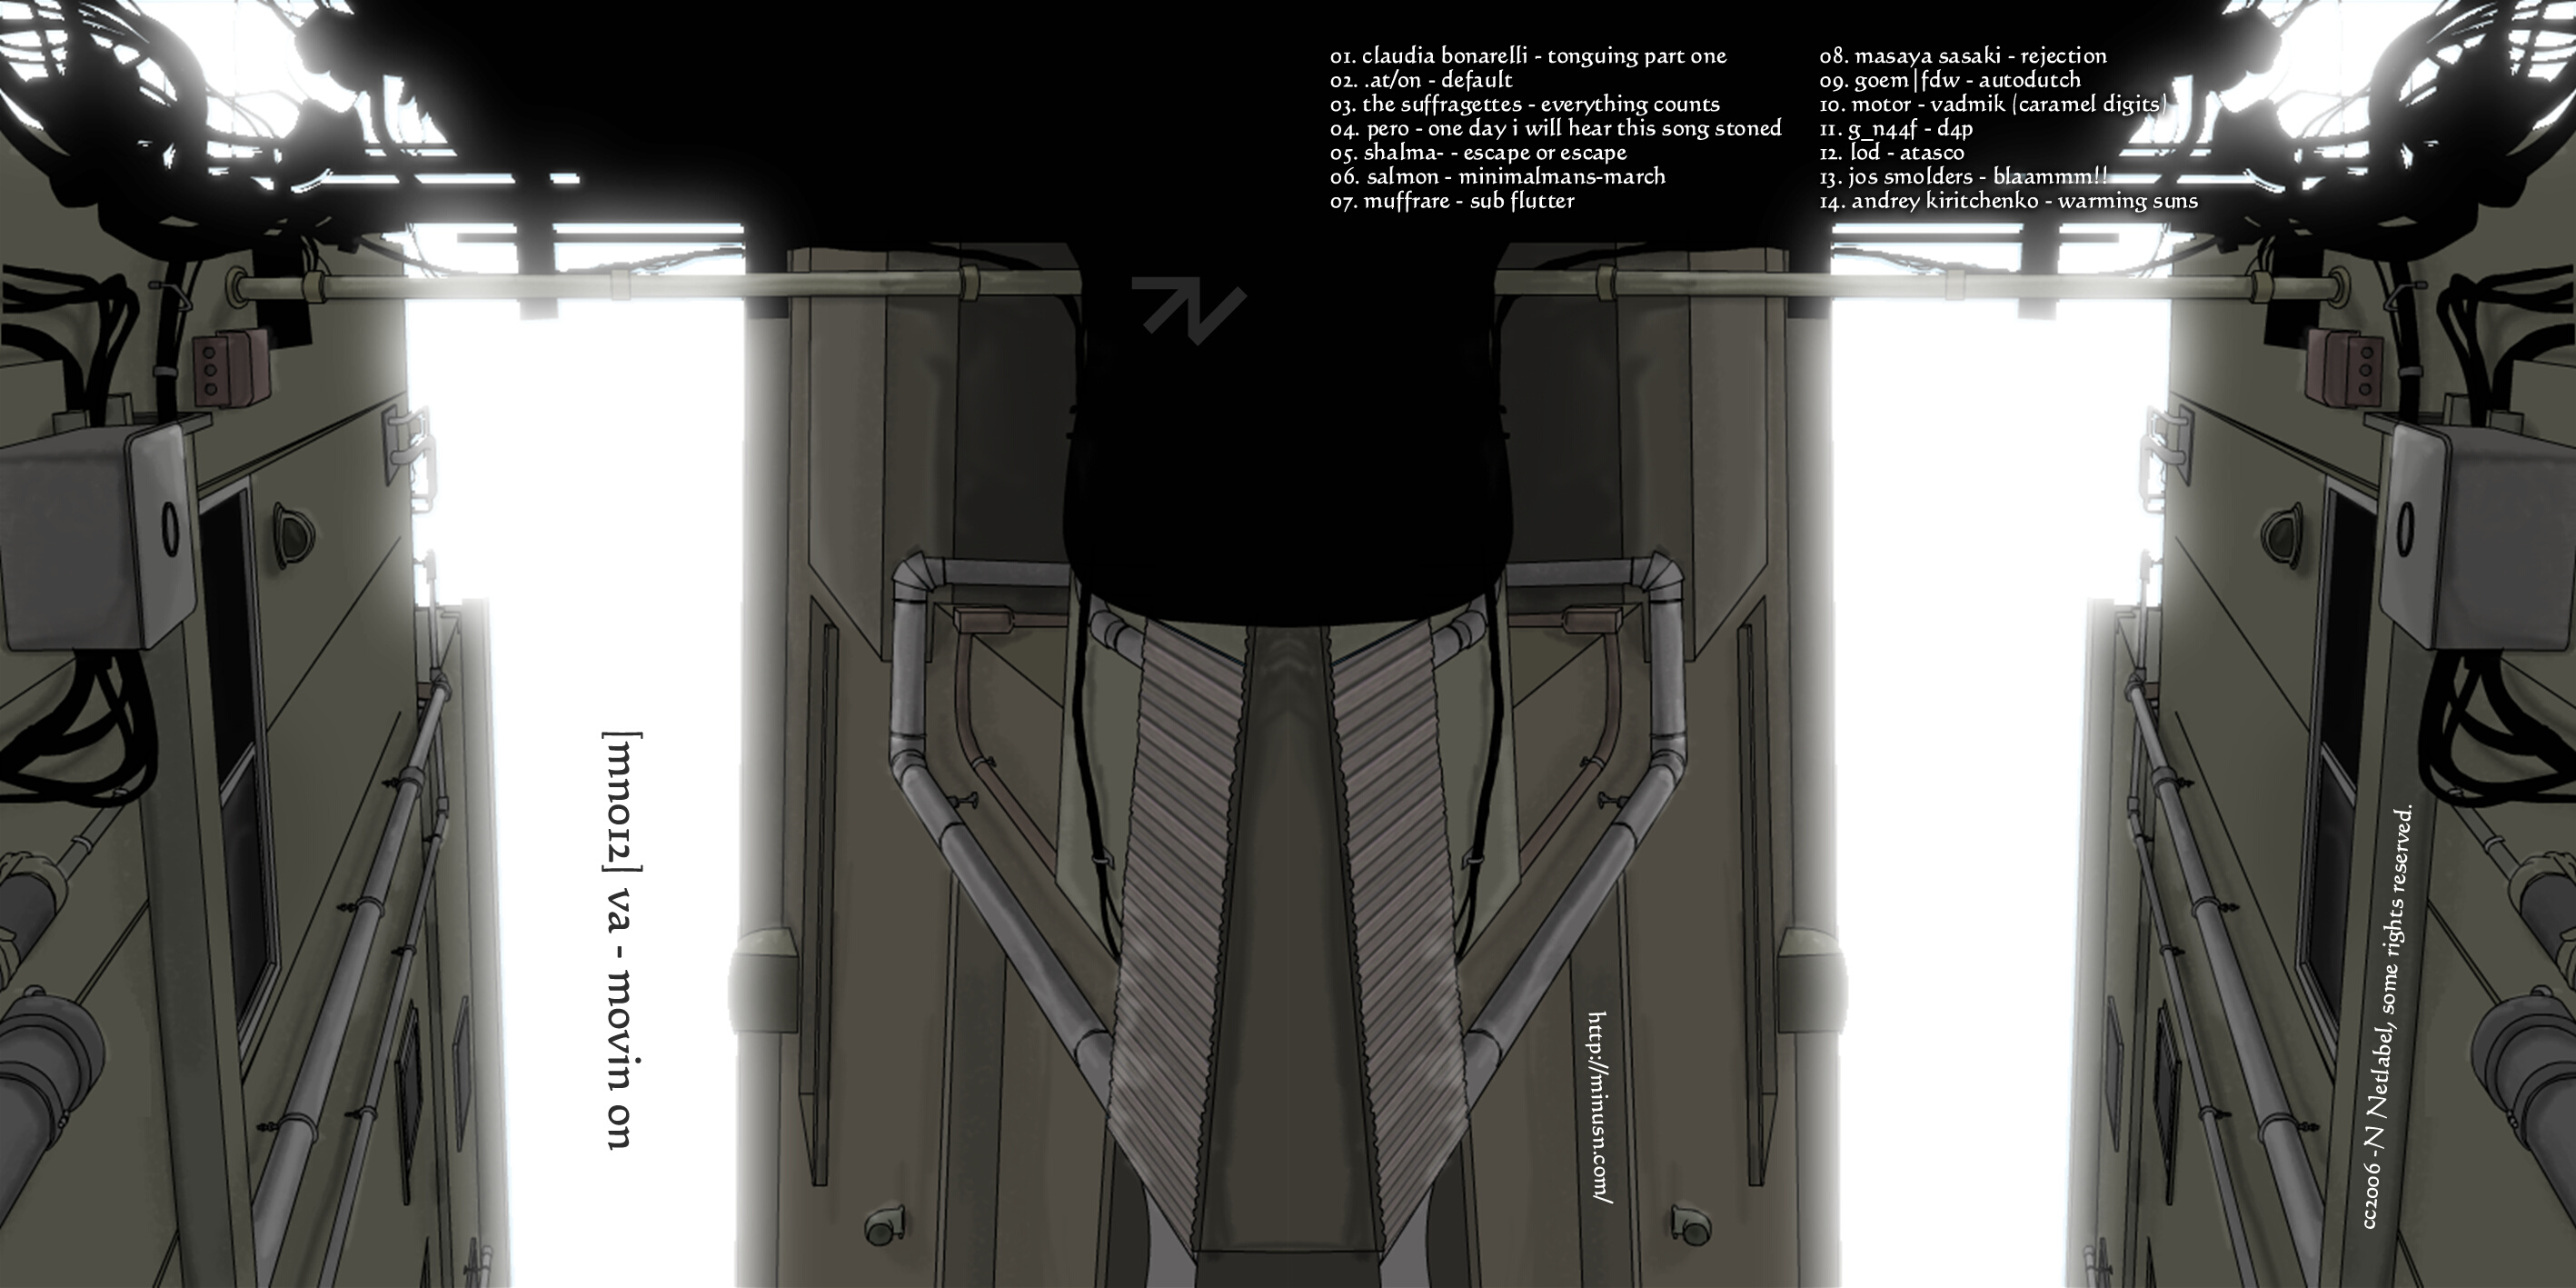 01. claudia bonarelli - tonguing part one
02. .at/on - default
03. the suffragettes - everything counts
04. pero - one day i will hear this song stoned
05. shalma- - escape or escape
06. salmon - minimalmans-march
07. muffrare - sub flutter
08. masaya sasaki - rejection
09. goem|fdw - autodutch
10. motor - vadmik (caramel digits)
11. g_n44f - d4p
12. lod - atasco
13. jos smolders - blaammm!!
14. andrey kiritchenko - warming suns
[mn012] va - movin on
http://minusn.com/
cc2006 -N Netlabel, some rights reserved.